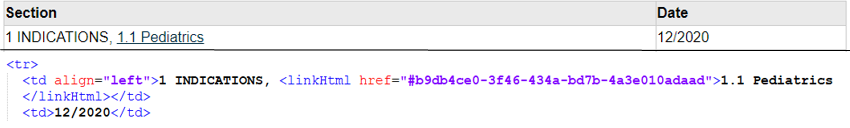 Section Date
1 INDICATIONS, 1.1 Pediatrics 12/2020
<tr>
<td align="left">1 INDICATIONS, <linkHtml href="#b9db4ce0-3f46-434a-bd7b-4a3e010adaad">1.1 Pediatrics
</linkHtml></td>
<td>12/2020</td>